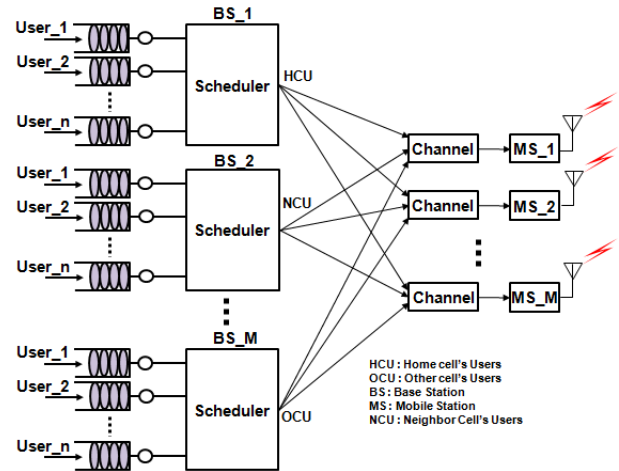 BS_1
User_1
User_2
User_n
Scheduler
HCU
BS_2
User_1
User_2
User_n
Scheduler
NCU
BS_M
User_1
User_2
User_n
Scheduler
OCU
Channel
MS_1
Channel
MS_2
Channel
MS_M
HCU : Home cell's Users
OCU : Other cell's Users
BS : Base Station
MS : Mobile Station
NCU : Neighbor Cell's Users